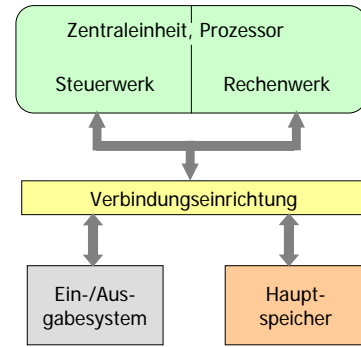 Zentraleinheit, Prozessor
Steuerwerk
Rechenwerk
Verbindungseinrichtung
Ein-/Aus-
gabesystem
Haupt-
speicher